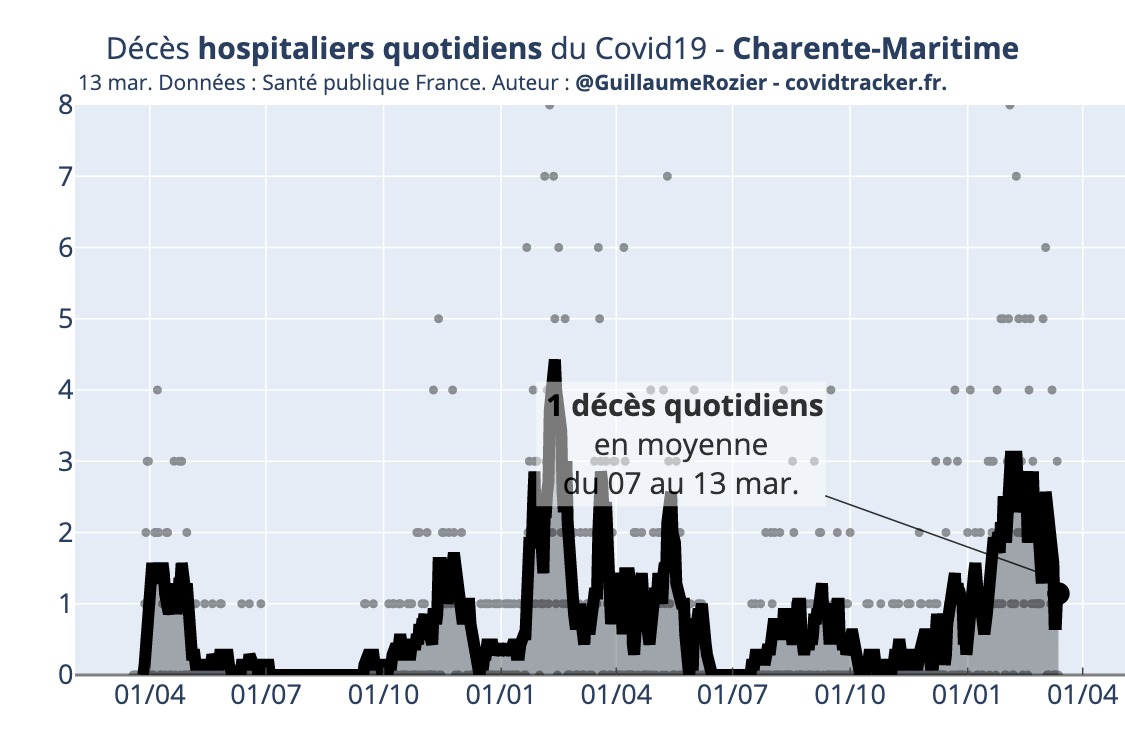 Décès hospitaliers quotidiens du Covid19 - Charente-Maritime
13 mar. Données : Santé publique France. Auteur : @GuillaumeRozier - covidtracker.fr.
8
7
6
5
4
3
2
1
0
1 décès quotidiens
en moyenne
du 07 au 13 mar.
01/04 01/07 01/10 01/01 01/04 01/07 01/10 01/01 01/04